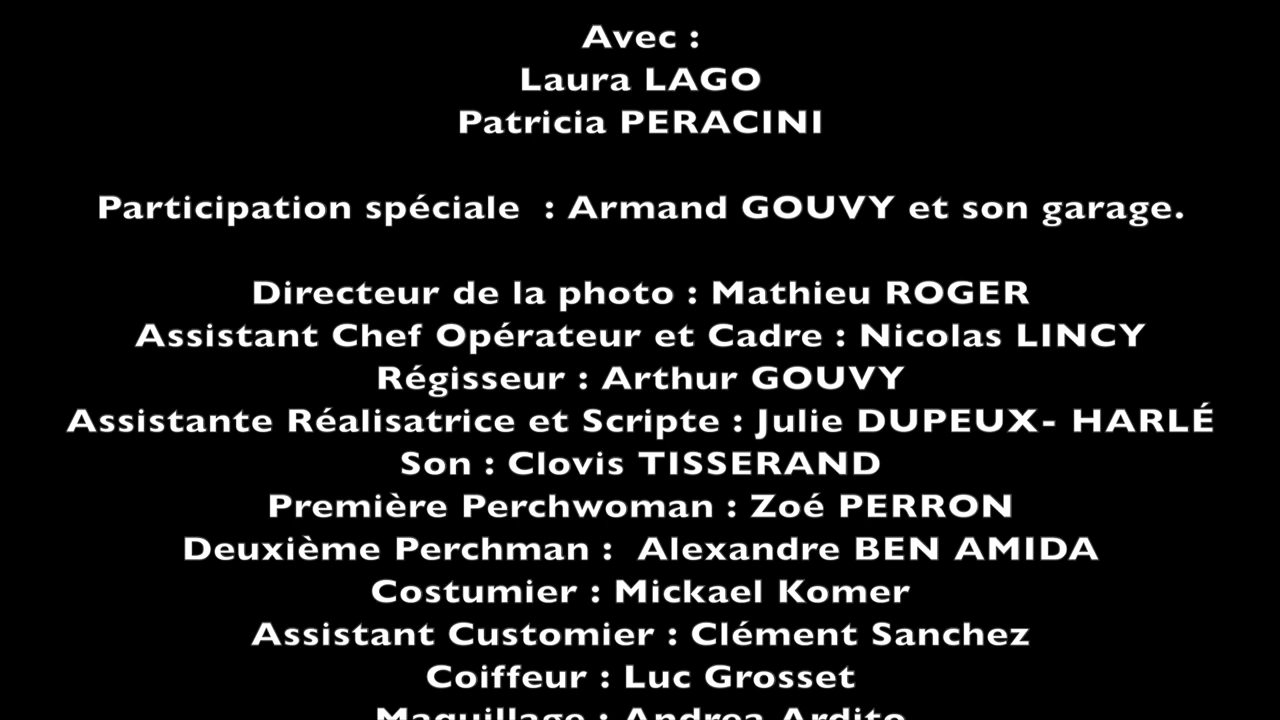 Avec :
Laura LAGO
Patricia PERACINI
Participation spéciale  : Armand GOUVY et son garage.
Directeur de la photo : Mathieu ROGER
Assistant Chef Opérateur et Cadre : Nicolas LINCY
Régisseur : Arthur GOUVY
Assistante Réalisatrice et Scripte : Julie DUPEUX- HARLÉ
Son : Clovis TISSERAND
Première Perchwoman : Zoé PERRON
Deuxième Perchman :  Alexandre BEN AMIDA
Costumier : Mickael Komer
Assistant Customier : Clément Sanchez
Coiffeur : Luc Grosset
Maquillage : Andrea Ardito